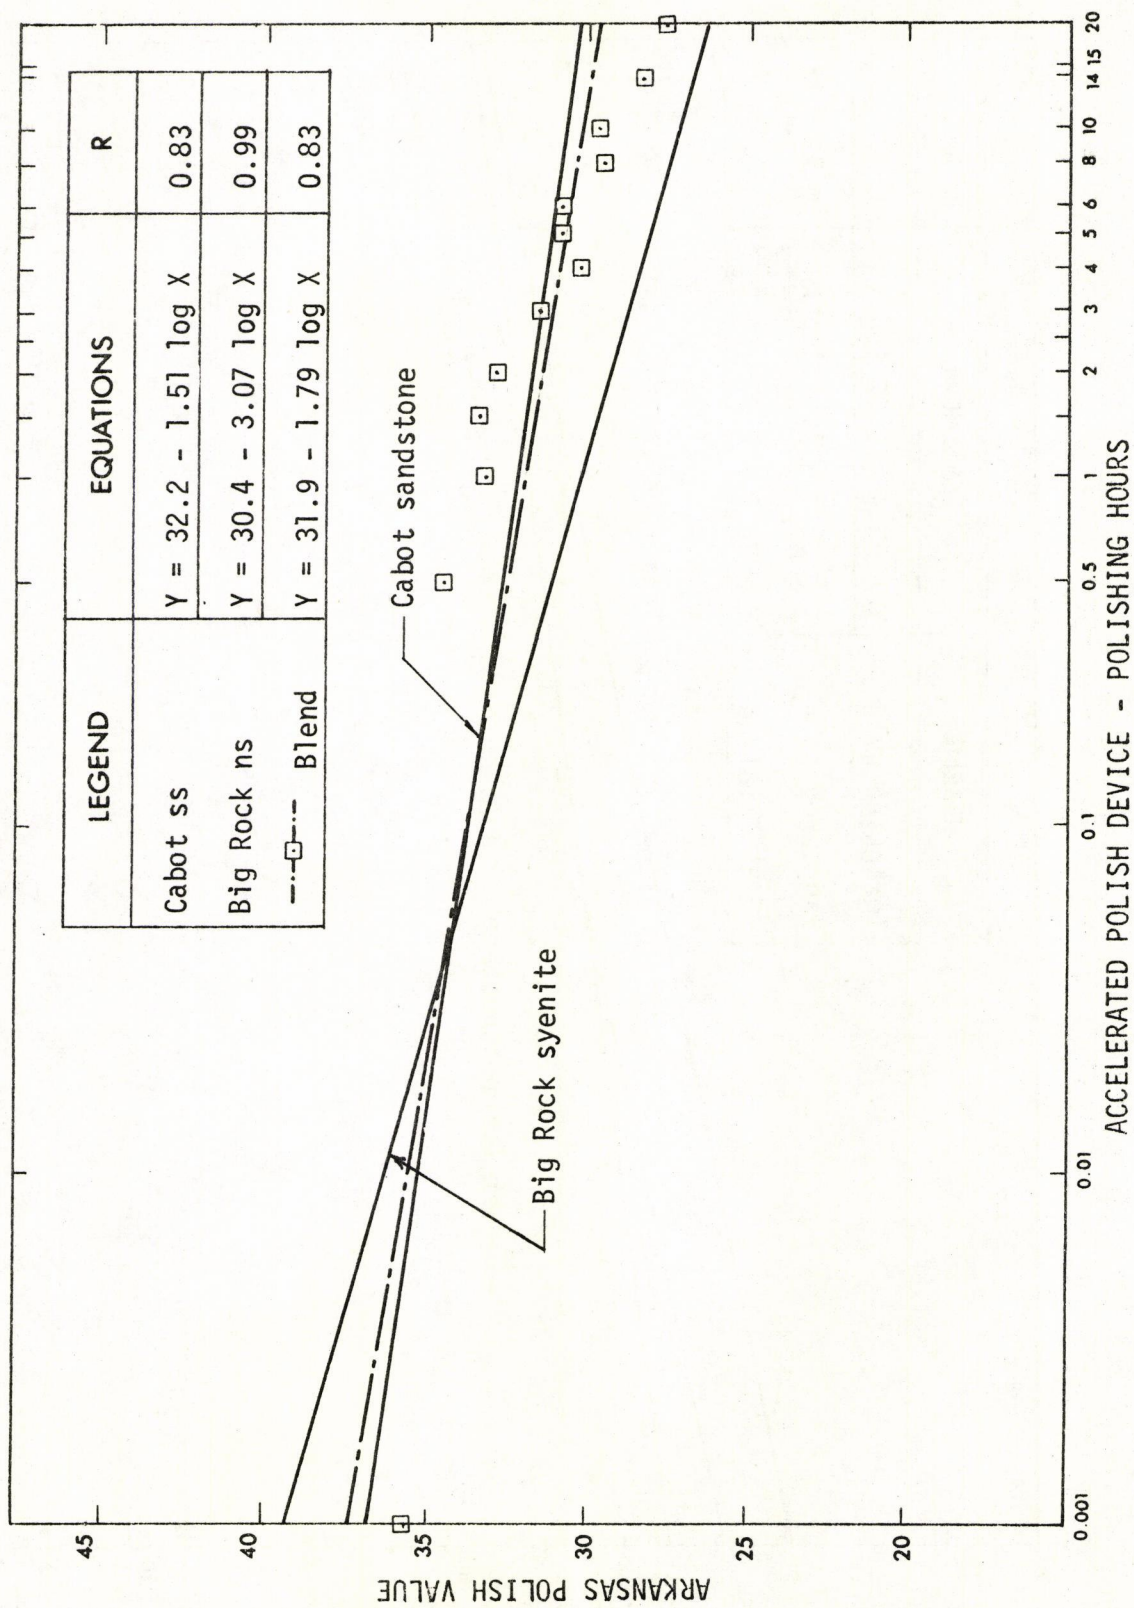 LEGEND EQUATIONS R
Cabot ss Y = 32.2 - 1.51 log X 0.83
Big Rock ns Y = 30.4 - 3.07 log X 0.99
Blend Y = 31.9 - 1.79 log X 0.83
Cabot sandstone
Big Rock syenite
ARKANSAS POLISH VALUE
45
40
35
30
25
20
0.001 0.01 0.1 0.5 1 2 3 4 5 6 8 10 14 15 20
ACCELERATED POLISH DEVICE - POLISHING HOURS